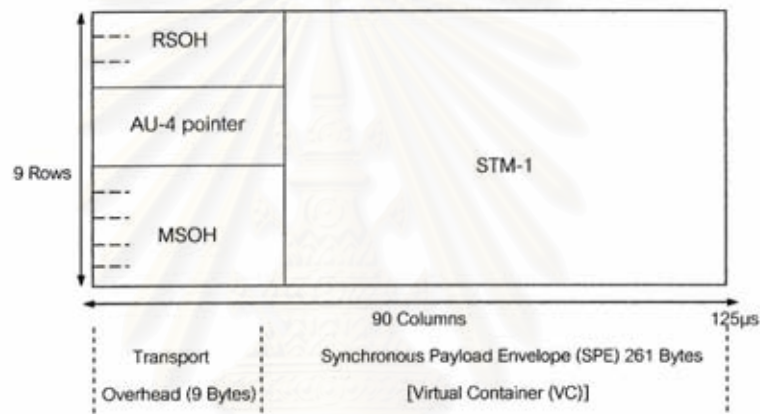 RSOH
AU-4 pointer
9 Rows
STM-1
MSOH
90 Columns
125µs
Transport
Overhead (9 Bytes)
Synchronous Payload Envelope (SPE) 261 Bytes
[Virtual Container (VC)]